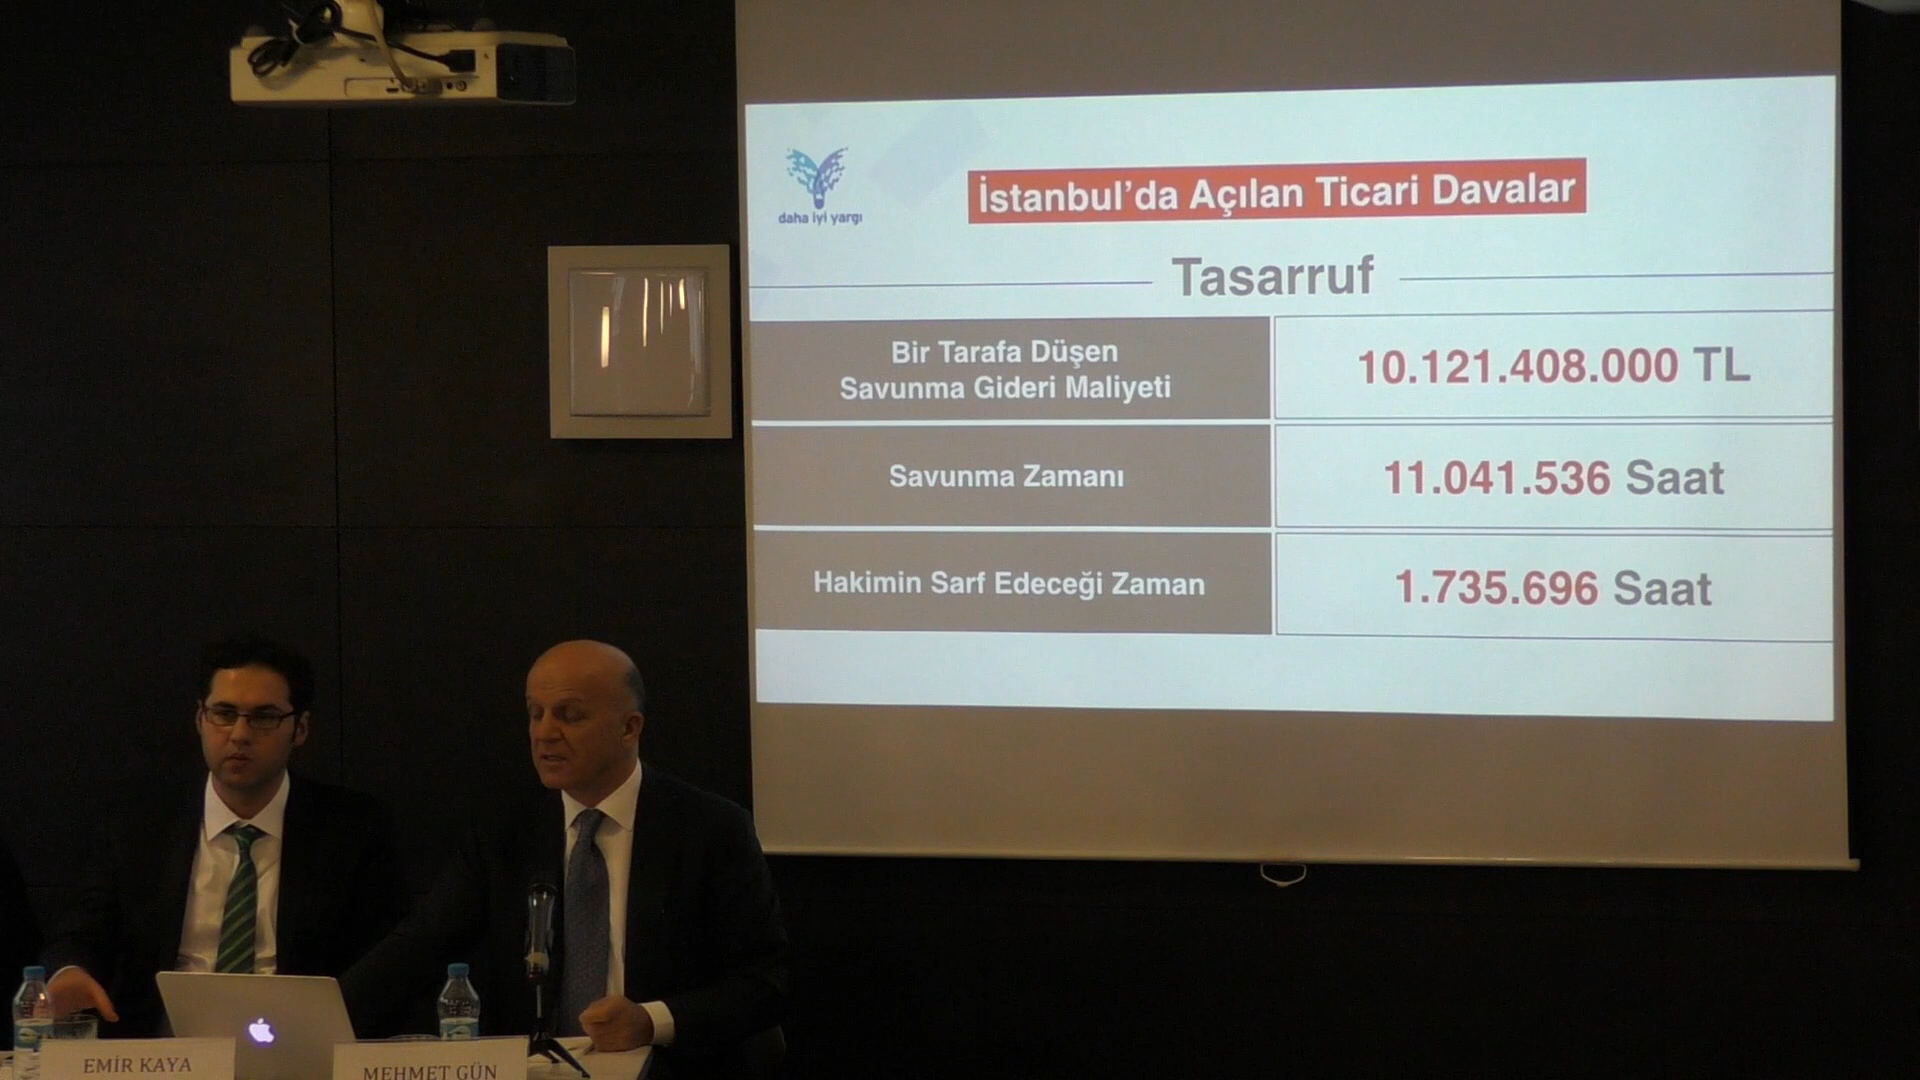 daha iyi yargı
İstanbul'da Açılan Ticari Davalar
Tasarruf
Bir Tarafa Düşen
Savunma Gideri Maliyeti
10.121.408.000 TL
Savunma Zamanı
11.041.536 Saat
Hakimin Sarf Edeceği Zaman
1.735.696 Saat
EMİR KAYA
MEHMET GÜN